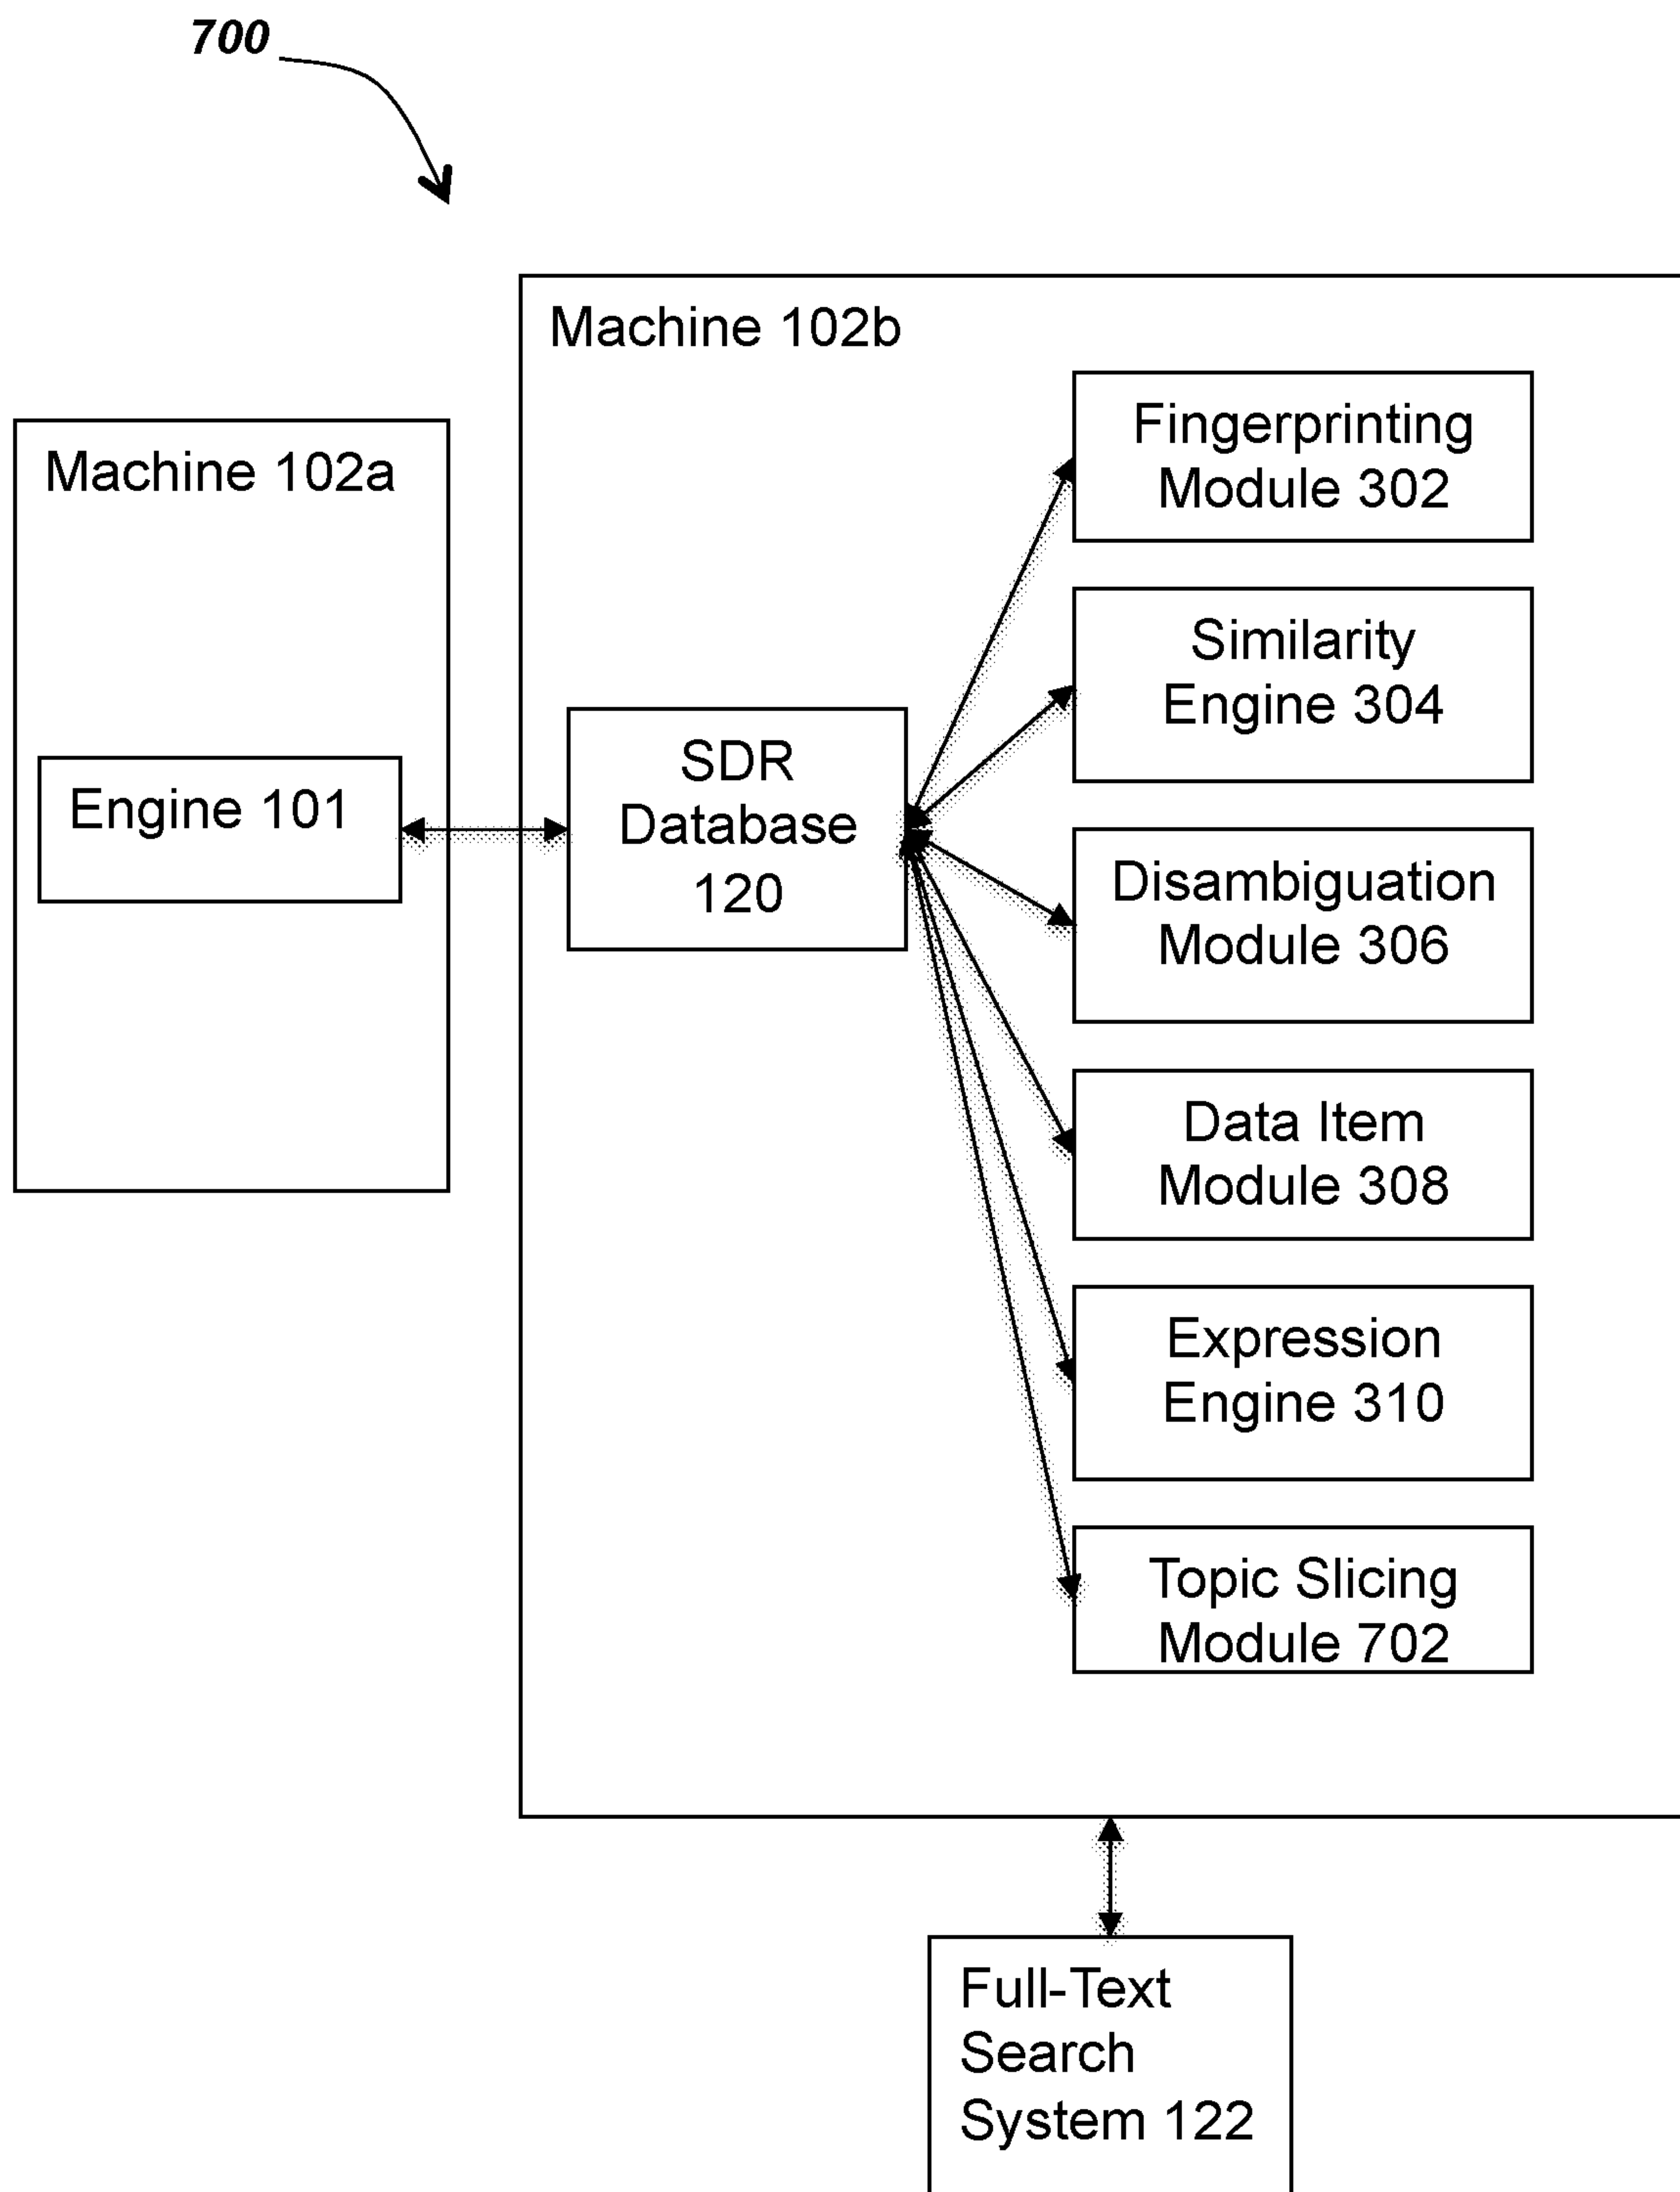 700
Machine 102b
Machine 102a
Fingerprinting
Module 302
Similarity
Engine 304
SDR
Database
120
Engine 101
Disambiguation
Module 306
Data Item
Module 308
Expression
Engine 310
Topic Slicing
Module 702
Full-Text
Search
System 122